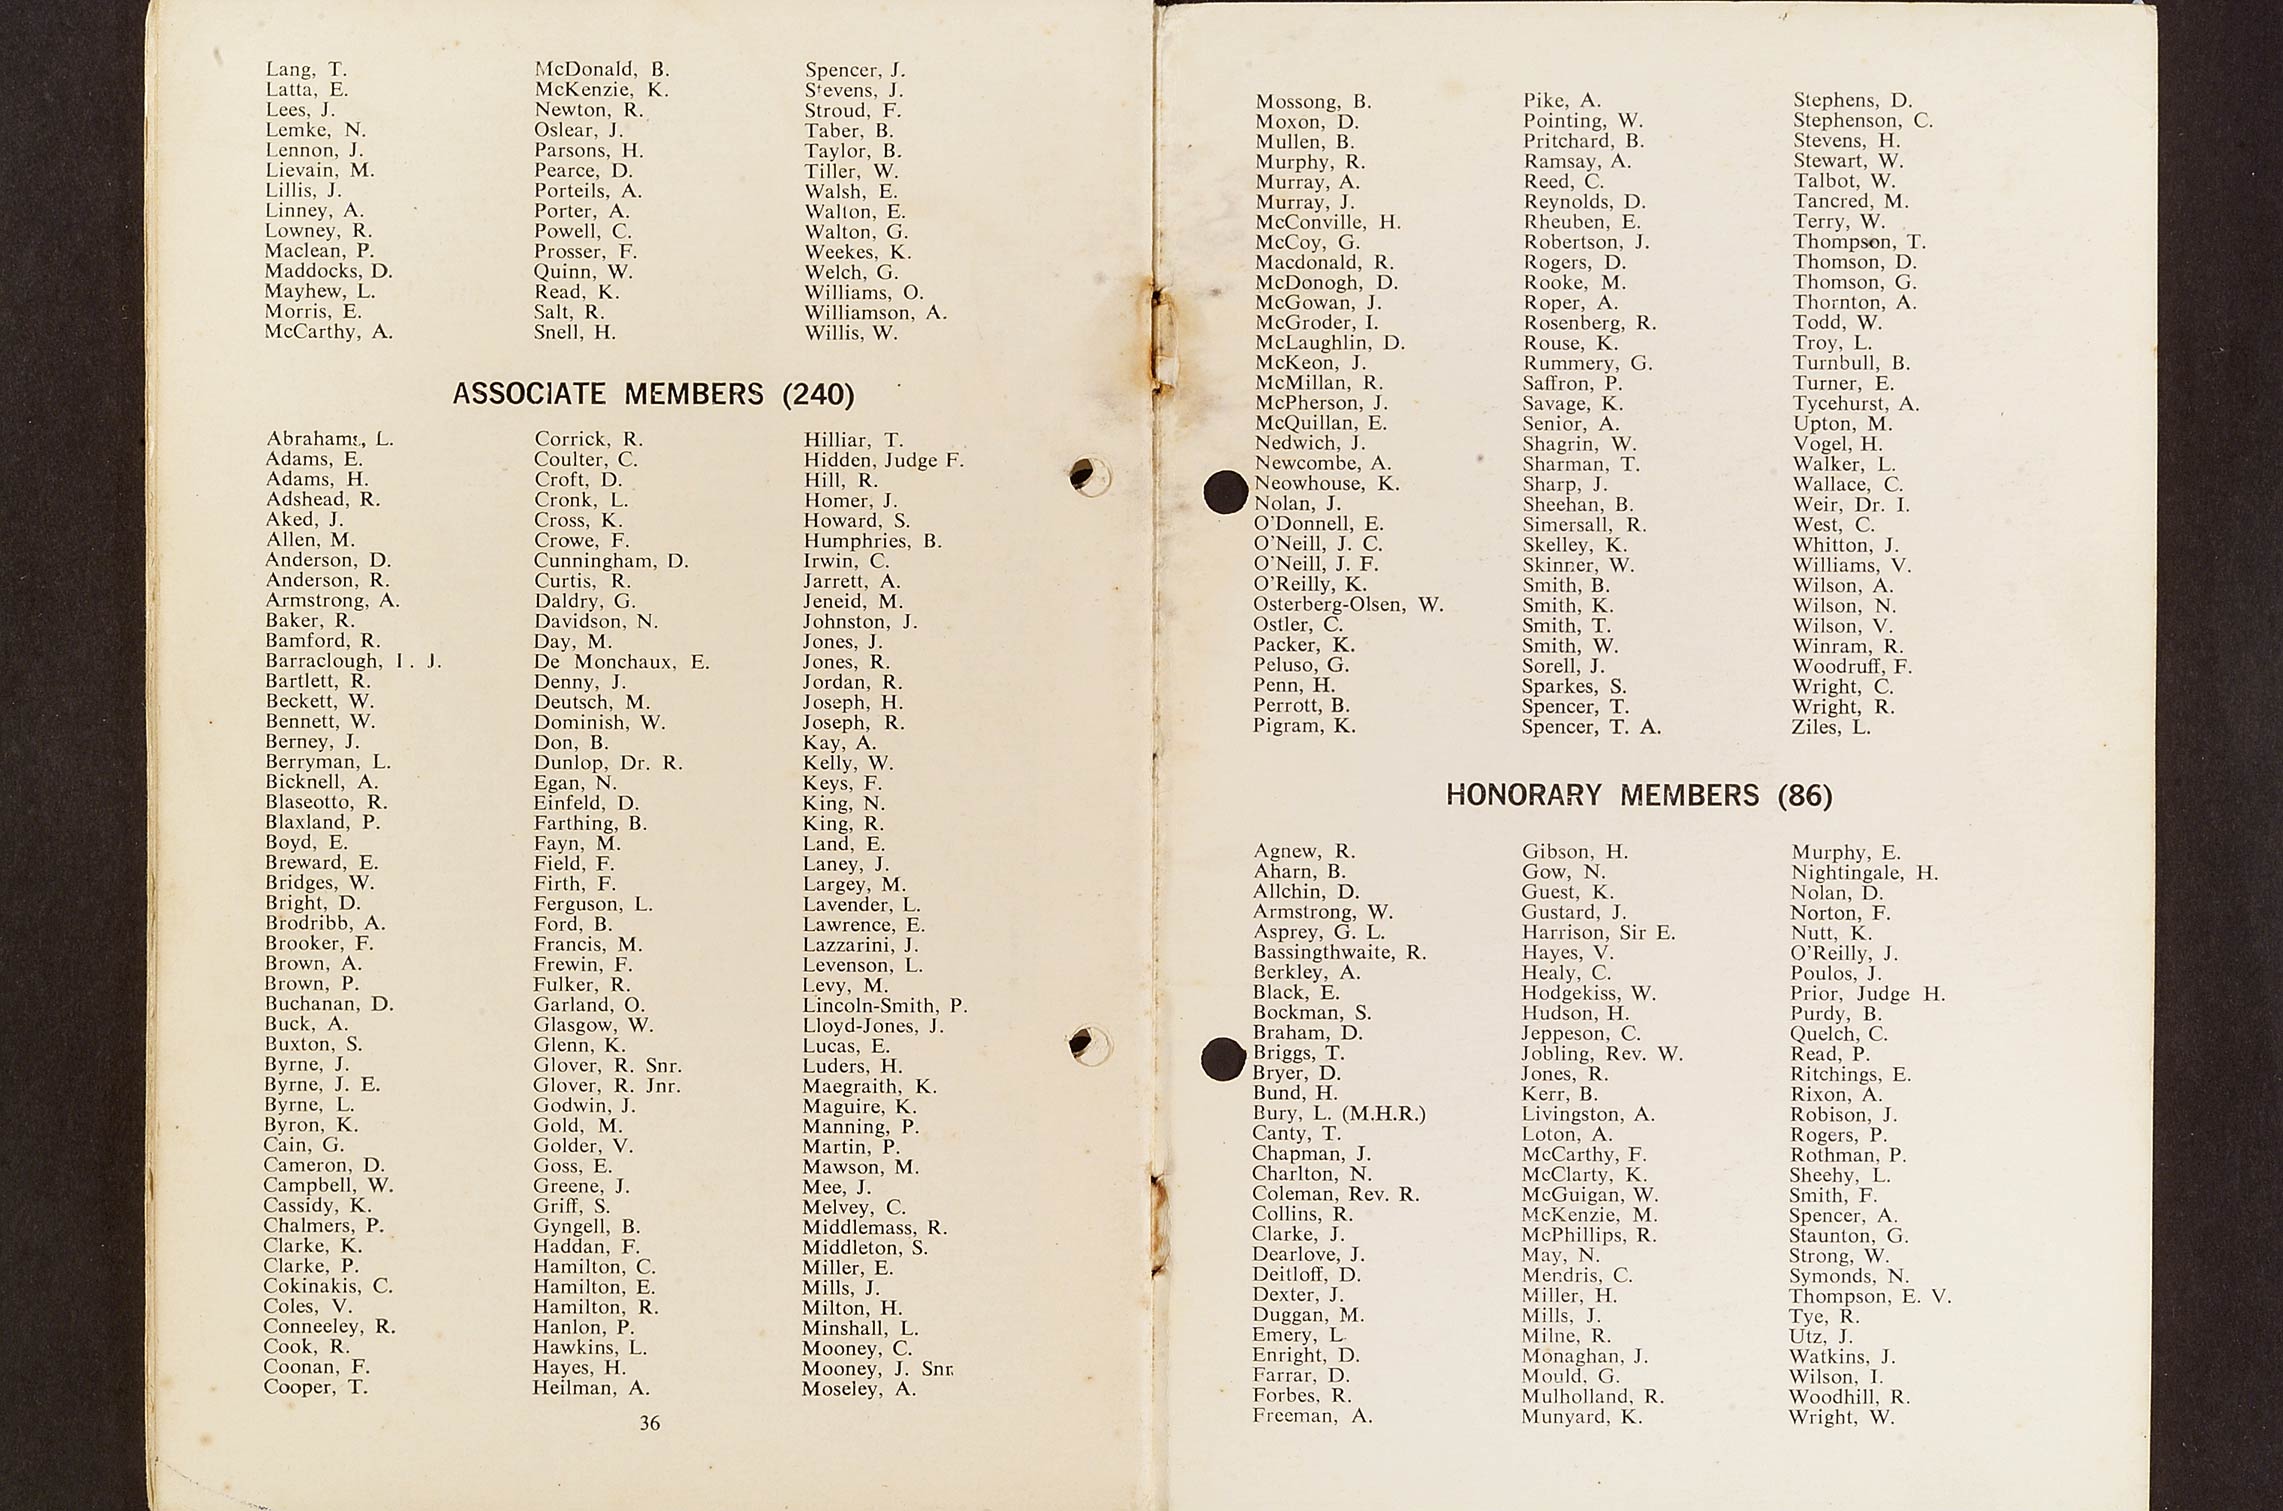 Lang, T.
Latta, E.
Lees, J.
Lemke, N.
Lennon, J.
Lievain, M.
Lillis, J.
Linney, A.
Lowney, R.
Maclean, P.
Maddocks, D.
Mayhew, L.
Morris, E.
McCarthy, A.
McDonald, B.
McKenzie, K.
Newton, R.
Oslear, J.
Parsons, H.
Pearce, D.
Porteils, A.
Porter, A.
Powell, C.
Prosser, F.
Quinn, W.
Read, K.
Salt, R.
Snell, H.
Spencer, J.
Stevens, J.
Stroud, F.
Taber, B.
Taylor, B.
Tiller, W.
Walsh, E.
Walton, E.
Walton, G.
Weekes, K.
Welch, G.
Williams, O.
Williamson, A.
Willis, W.
ASSOCIATE MEMBERS (240)
Abrahams, L.
Adams, E.
Adams, H.
Adshead, R.
Aked, J.
Allen, M.
Anderson, D.
Anderson, R.
Armstrong, A.
Baker, R.
Bamford, R.
Barraclough, I. J.
Bartlett, R.
Beckett, W.
Bennett, W.
Berney, J.
Berryman, L.
Bicknell, A.
Blaseotto, R.
Blaxland, P.
Boyd, E.
Breward, E.
Bridges, W.
Bright, D.
Brodribb, A.
Brooker, F.
Brown, A.
Brown, P.
Buchanan, D.
Buck, A.
Buxton, S.
Byrne, J.
Byrne, J. E.
Byrne, L.
Byron, K.
Cain, G.
Cameron, D.
Campbell, W.
Cassidy, K.
Chalmers, P.
Clarke, K.
Clarke, P.
Cokinakis, C.
Coles, V.
Conneeley, R.
Cook, R.
Coonan, F.
Cooper, T.
Corrick, R.
Coulter, C.
Croft, D.
Cronk, L.
Cross, K.
Crowe, F.
Cunningham, D.
Curtis, R.
Daldry, G.
Davidson, N.
Day, M.
De Monchaux, E.
Denny, J.
Deutsch, M.
Dominish, W.
Don, B.
Dunlop, Dr. R.
Egan, N.
Einfeld, D.
Farthing, B.
Fayn, M.
Field, F.
Firth, F.
Ferguson, L.
Ford, B.
Francis, M.
Frewin, F.
Fulker, R.
Garland, O.
Glasgow, W.
Glenn, K.
Glover, R. Snr.
Glover, R. Jnr.
Godwin, J.
Gold, M.
Golder, V.
Goss, E.
Greene, J.
Griff, S.
Gyngell, B.
Haddan, F.
Hamilton, C.
Hamilton, E.
Hamilton, R.
Hanlon, P.
Hawkins, L.
Hayes, H.
Heilman, A.
Hilliar, T.
Hidden, Judge F.
Hill, R.
Homer, J.
Howard, S.
Humphries, B.
Irwin, C.
Jarrett, A.
Jeneid, M.
Johnston, J.
Jones, J.
Jones, R.
Jordan, R.
Joseph, H.
Joseph, R.
Kay, A.
Kelly, W.
Keys, F.
King, N.
King, R.
Land, E.
Laney, J.
Largey, M.
Lavender, L.
Lawrence, E.
Lazzarini, J.
Levenson, L.
Levy, M.
Lincoln-Smith, P.
Lloyd-Jones, J.
Lucas, E.
Luders, H.
Maegraith, K.
Maguire, K.
Manning, P.
Martin, P.
Mawson, M.
Mee, J.
Melvey, C.
Middlemass, R.
Middleton, S.
Miller, E.
Mills, J.
Milton, H.
Minshall, L.
Mooney, C.
Mooney, J. Snr.
Moseley, A.
36
Mossong, B.
Moxon, D.
Mullen, B.
Murphy, R.
Murray, A.
Murray, J.
McConville, H.
McCoy, G.
Macdonald, R.
McDonogh, D.
McGowan, J.
McGroder, I.
McLaughlin, D.
McKeon, J.
McMillan, R.
McPherson, J.
McQuillan, E.
Nedwich, J.
Newcombe, A.
Neowhouse, K.
Nolan, J.
O'Donnell, E.
O'Neill, J. C.
O'Neill, J. F.
O'Reilly, K.
Osterberg-Olsen, W.
Ostler, C.
Packer, K.
Peluso, G.
Penn, H.
Perrott, B.
Pigram, K.
Pike, A.
Pointing, W.
Pritchard, B.
Ramsay, A.
Reed, C.
Reynolds, D.
Rheuben, E.
Robertson, J.
Rogers, D.
Rooke, M.
Roper, A.
Rosenberg, R.
Rouse, K.
Rummery, G.
Saffron, P.
Savage, K.
Senior, A.
Shagrin, W.
Sharman, T.
Sharp, J.
Sheehan, B.
Simersall, R.
Skelley, K.
Skinner, W.
Smith, B.
Smith, K.
Smith, T.
Smith, W.
Sorell, J.
Sparkes, S.
Spencer, T.
Spencer, T. A.
Stephens, D.
Stephenson, C.
Stevens, H.
Stewart, W.
Talbot, W.
Tancred, M.
Terry, W.
Thompson, T.
Thomson, D.
Thomson, G.
Thornton, A.
Todd, W.
Troy, L.
Turnbull, B.
Turner, E.
Tycehurst, A.
Upton, M.
Vogel, H.
Walker, L.
Wallace, C.
Weir, Dr. I.
West, C.
Whitton, J.
Williams, V.
Wilson, A.
Wilson, N.
Wilson, V.
Winram, R.
Woodruff, F.
Wright, C.
Wright, R.
Ziles, L.
HONORARY MEMBERS (86)
Agnew, R.
Aharn, B.
Allchin, D.
Armstrong, W.
Asprey, G. L.
Bassingthwaite, R.
Berkley, A.
Black, E.
Bockman, S.
Braham, D.
Briggs, T.
Bryer, D.
Bund, H.
Bury, L. (M.H.R.)
Canty, T.
Chapman, J.
Charlton, N.
Coleman, Rev. R.
Collins, R.
Clarke, J.
Dearlove, J.
Deitloff, D.
Dexter, J.
Duggan, M.
Emery, L.
Enright, D.
Farrar, D.
Forbes, R.
Freeman, A.
Gibson, H.
Gow, N.
Guest, K.
Gustard, J.
Harrison, Sir E.
Hayes, V.
Healy, C.
Hodgekiss, W.
Hudson, H.
Jeppeson, C.
Jobling, Rev. W.
Jones, R.
Kerr, B.
Livingston, A.
Loton, A.
McCarthy, F.
McClarty, K.
McGuigan, W.
McKenzie, M.
McPhillips, R.
May, N.
Mendris, C.
Miller, H.
Mills, J.
Milne, R.
Monaghan, J.
Mould, G.
Mulholland, R.
Munyard, K.
Murphy, E.
Nightingale, H.
Nolan, D.
Norton, F.
Nutt, K.
O'Reilly, J.
Poulos, J.
Prior, Judge H.
Purdy, B.
Quelch, C.
Read, P.
Ritchings, E.
Rixon, A.
Robison, J.
Rogers, P.
Rothman, P.
Sheehy, L.
Smith, F.
Spencer, A.
Staunton, G.
Strong, W.
Symonds, N.
Thompson, E. V.
Tye, R.
Utz, J.
Watkins, J.
Wilson, I.
Woodhill, R.
Wright, W.